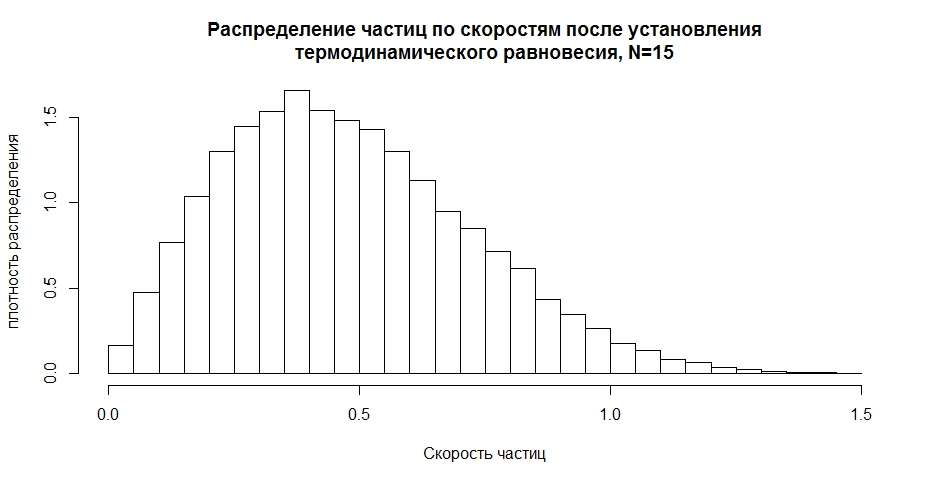 Распределение частиц по скоростям после установления
термодинамического равновесия, N=15
плотность распределения
1.5
1.0
0.5
0.0
0.0 0.5 1.0 1.5
Скорость частиц